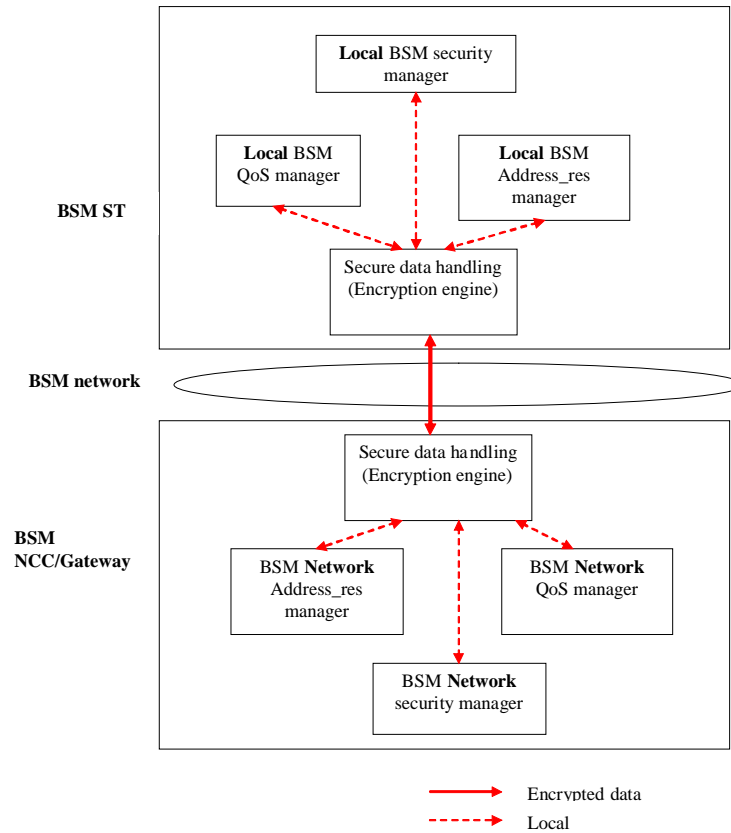 Local BSM security
manager
Local BSM
QoS manager
Local BSM
Address_res
manager
BSM ST
Secure data handling
(Encryption engine)
BSM network
Secure data handling
(Encryption engine)
BSM
NCC/Gateway
BSM Network
Address_res
manager
BSM Network
QoS manager
BSM Network
security manager
Encrypted data
Local